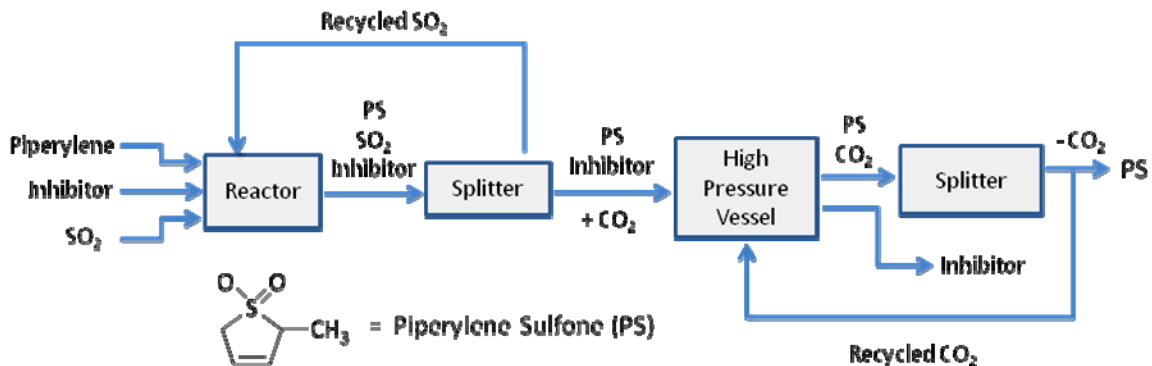 Recycled SO₂
Piperylene
Inhibitor
SO₂
Reactor
PS
SO₂
Inhibitor
Splitter
PS
Inhibitor
+ CO₂
High
Pressure
Vessel
PS
CO₂
Inhibitor
Splitter
-CO₂
PS
Recycled CO₂
O O
S
CH₃
= Piperylene Sulfone (PS)